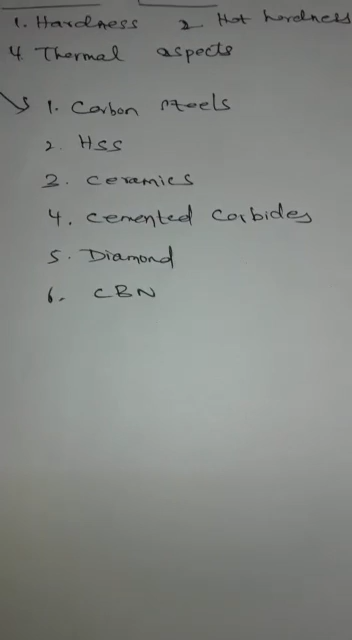 1. Hardness 2. Hot hardness
4. Thermal aspects
1. Carbon steels
2. HSS
3. Ceramics
4. Cemented Carbides
5. Diamond
6. CBN